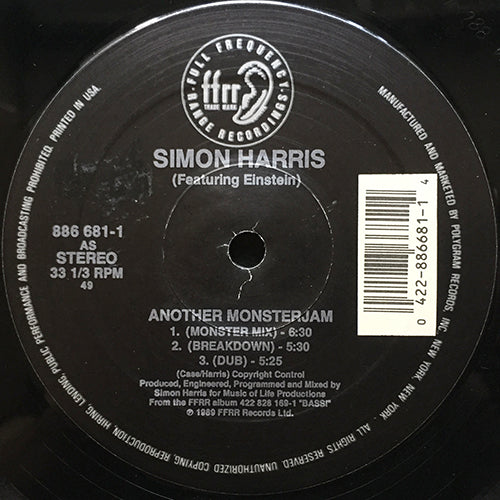 · FULL FREQUENCY ·
ffrr
TRADE MARK
RANGE RECORDINGS
SIMON HARRIS
(Featuring Einstein)
886 681-1
AS
STEREO
33 1/3 RPM
49
0 422-886681-1 4
ANOTHER MONSTERJAM
1. (MONSTER MIX) - 6:30
2. (BREAKDOWN) - 5:30
3. (DUB) - 5:25
(Case/Harris) Copyright Control
Produced, Engineered, Programmed and Mixed by
Simon Harris for Music of Life Productions
From the FFRR album 422 828 169-1 "BASS!"
℗ 1989 FFRR Records Ltd.
MANUFACTURED AND MARKETED BY POLYGRAM RECORDS, INC. NEW YORK, NEW YORK
ALL RIGHTS RESERVED. UNAUTHORIZED COPYING, REPRODUCTION, HIRING, LENDING, PUBLIC PERFORMANCE AND BROADCASTING PROHIBITED. PRINTED IN USA.